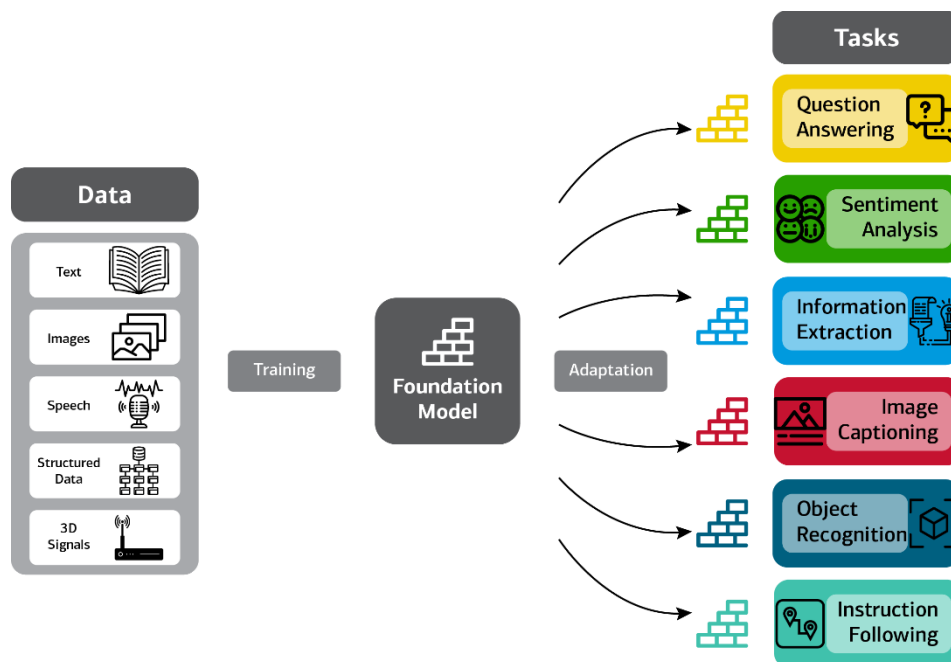 Data
Text
Images
Speech
Structured
Data
3D
Signals
Training
Foundation
Model
Adaptation
Tasks
Question
Answering
Sentiment
Analysis
Information
Extraction
Image
Captioning
Object
Recognition
Instruction
Following